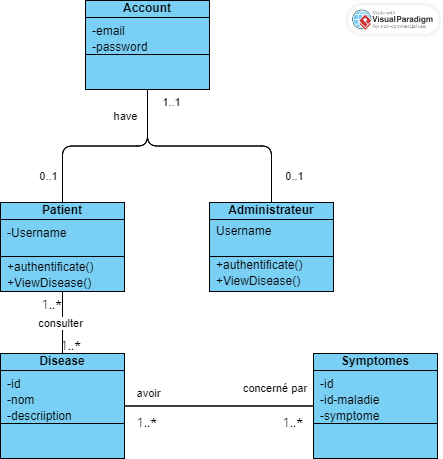 Account
-email
-password
Made with
Visual Paradigm
For non-commercial use
1..1
have
0..1
0..1
Patient
-Username
+authentificate()
+ViewDisease()
Administrateur
Username
+authentificate()
+ViewDisease()
1..*
consulter
1..*
Disease
-id
-nom
-descriiption
avoir
1..*
concerné par
1..*
Symptomes
-id
-id-maladie
-symptome